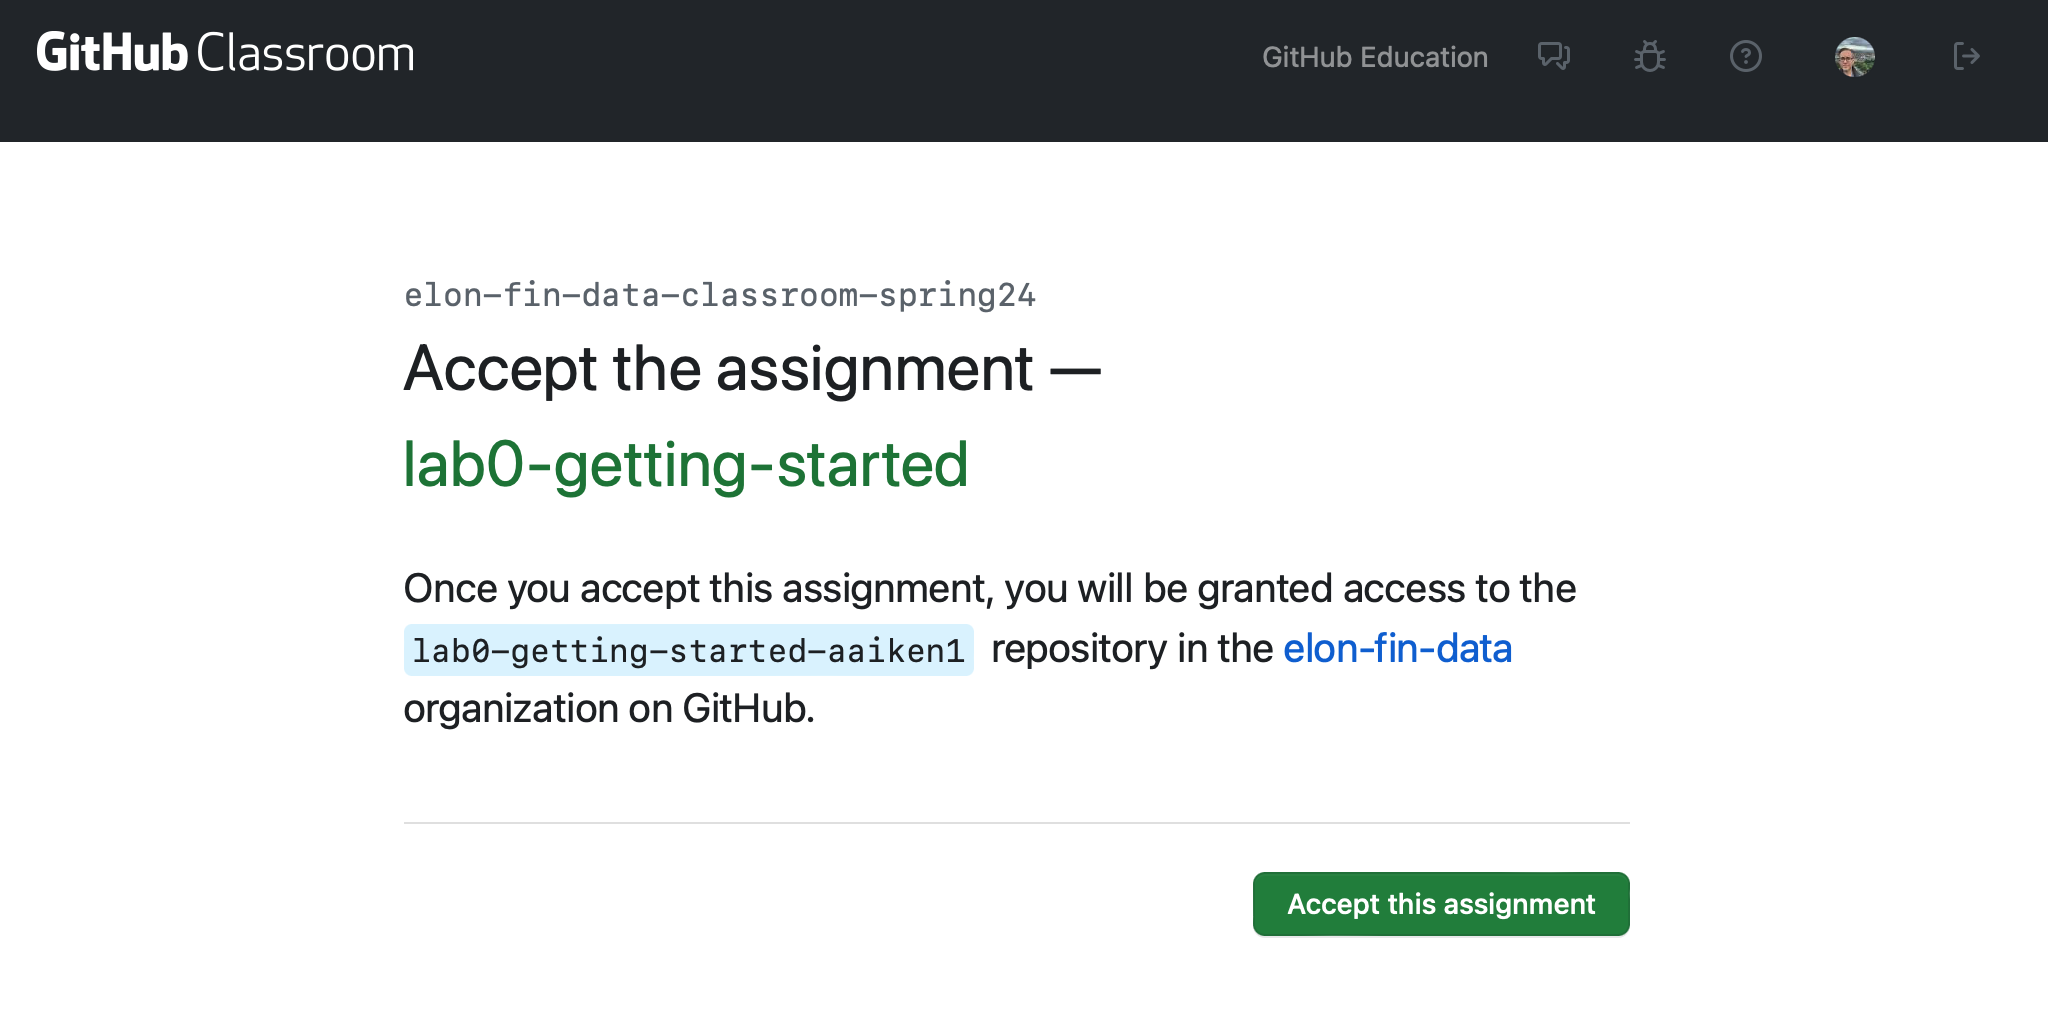 GitHub Classroom
GitHub Education
elon-fin-data-classroom-spring24
Accept the assignment —
lab0-getting-started
Once you accept this assignment, you will be granted access to the
lab0-getting-started-aaiken1 repository in the elon-fin-data
organization on GitHub.
Accept this assignment